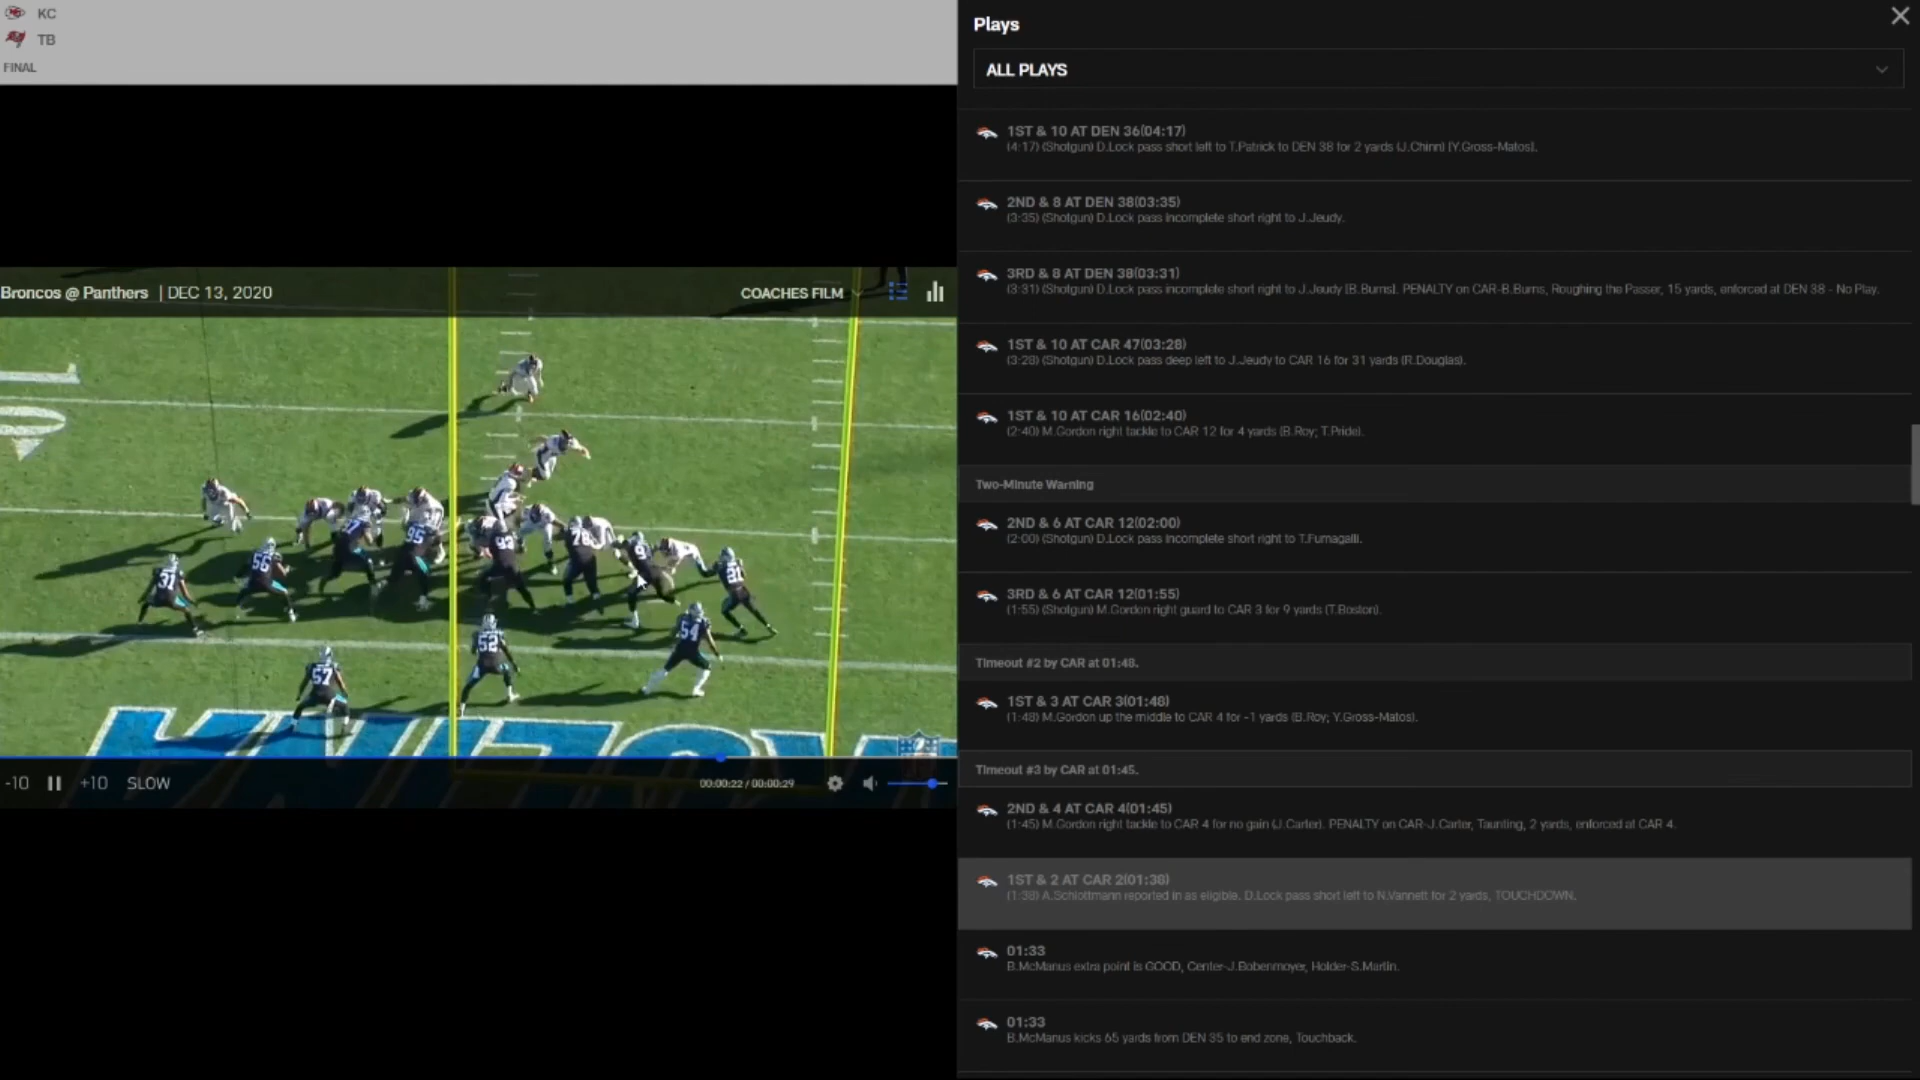 KC
TB
FINAL
Broncos @ Panthers | DEC 13, 2020
COACHES FILM
31
56
97
95
93
78
9
21
54
52
57
-10
+10 SLOW
00:00:22 / 00:00:29
Plays
ALL PLAYS
1ST & 10 AT DEN 36(04:17)
(4:17) (Shotgun) D.Lock pass short left to T.Patrick to DEN 38 for 2 yards (J.Chinn) [Y.Gross-Matos].
2ND & 8 AT DEN 38(03:35)
(3:35) (Shotgun) D.Lock pass incomplete short right to J.Jeudy.
3RD & 8 AT DEN 38(03:31)
(3:31) (Shotgun) D.Lock pass incomplete short right to J.Jeudy [B.Burns]. PENALTY on CAR-B.Burns, Roughing the Passer, 15 yards, enforced at DEN 38 - No Play.
1ST & 10 AT CAR 47(03:28)
(3:28) (Shotgun) D.Lock pass deep left to J.Jeudy to CAR 16 for 31 yards (R.Douglas).
1ST & 10 AT CAR 16(02:40)
(2:40) M.Gordon right tackle to CAR 12 for 4 yards (B.Roy; T.Pride).
Two-Minute Warning
2ND & 6 AT CAR 12(02:00)
(2:00) (Shotgun) D.Lock pass incomplete short right to T.Fumagalli.
3RD & 6 AT CAR 12(01:55)
(1:55) (Shotgun) M.Gordon right guard to CAR 3 for 9 yards (T.Boston).
Timeout #2 by CAR at 01:48.
1ST & 3 AT CAR 3(01:48)
(1:48) M.Gordon up the middle to CAR 4 for -1 yards (B.Roy; Y.Gross-Matos).
Timeout #3 by CAR at 01:45.
2ND & 4 AT CAR 4(01:45)
(1:45) M.Gordon right tackle to CAR 4 for no gain (J.Carter). PENALTY on CAR-J.Carter, Taunting, 2 yards, enforced at CAR 4.
1ST & 2 AT CAR 2(01:38)
(1:38) A.Schlottmann reported in as eligible. D.Lock pass short left to N.Vannett for 2 yards, TOUCHDOWN.
01:33
B.McManus extra point is GOOD, Center-J.Bobenmoyer, Holder-S.Martin.
01:33
B.McManus kicks 65 yards from DEN 35 to end zone, Touchback.